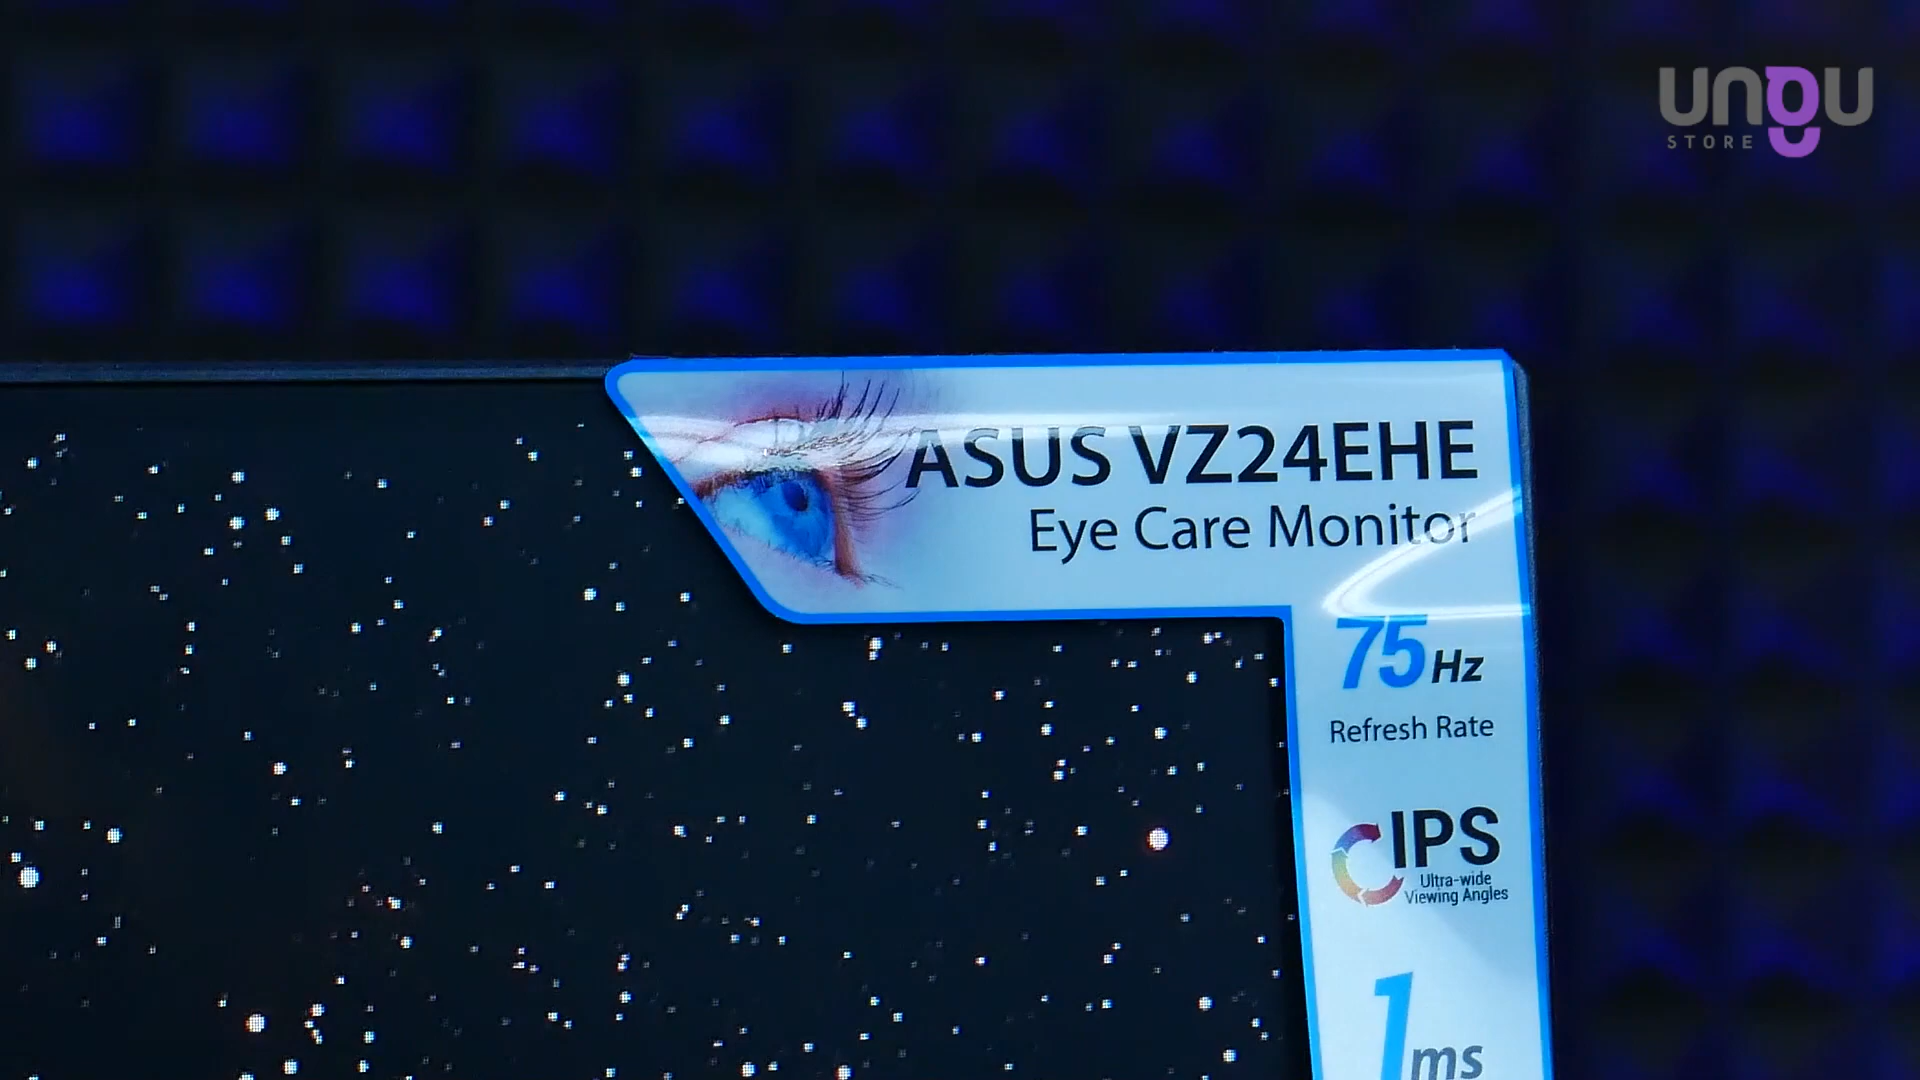 ungu
STORE
ASUS VZ24EHE
Eye Care Monitor
75Hz
Refresh Rate
IPS
Ultra-wide
Viewing Angles
1ms